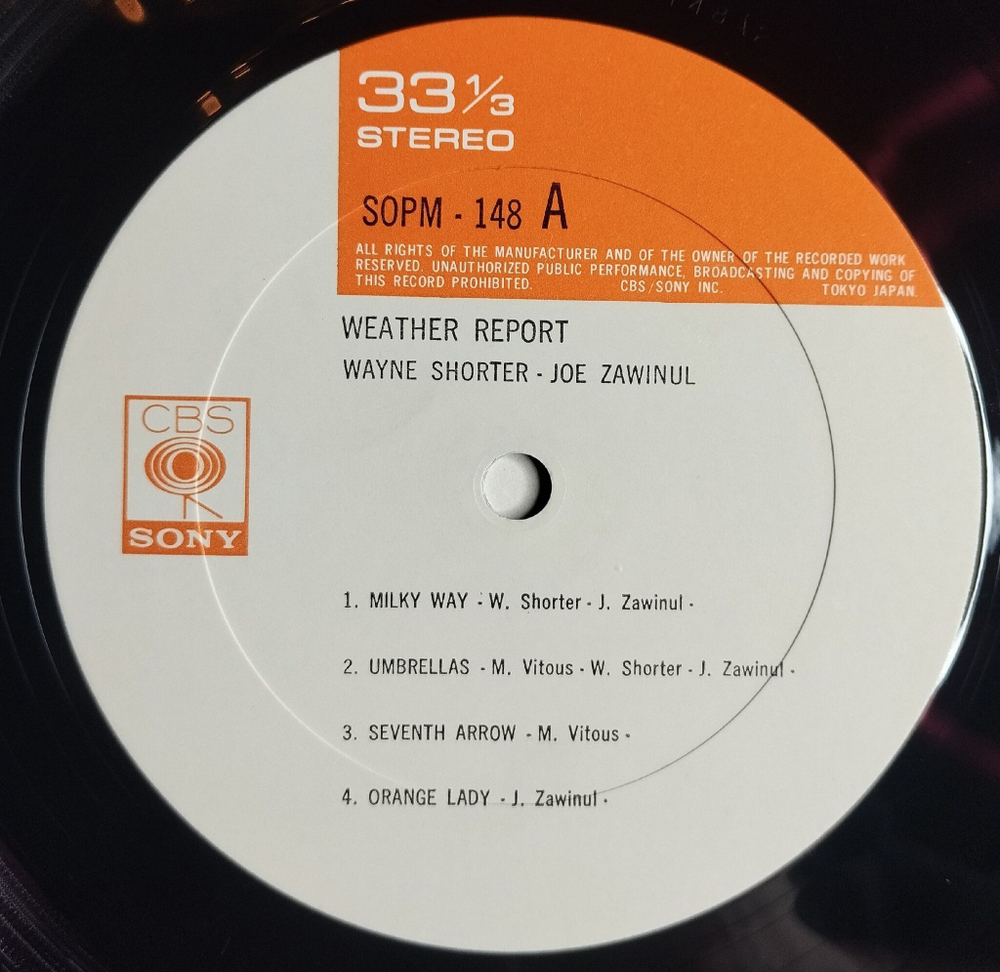 33 1/3
STEREO
SOPM - 148 A
ALL RIGHTS OF THE MANUFACTURER AND OF THE OWNER OF THE RECORDED WORK
RESERVED. UNAUTHORIZED PUBLIC PERFORMANCE, BROADCASTING AND COPYING OF
THIS RECORD PROHIBITED. CBS/SONY INC. TOKYO JAPAN.
WEATHER REPORT
WAYNE SHORTER - JOE ZAWINUL
CBS
SONY
1. MILKY WAY - W. Shorter - J. Zawinul -
2. UMBRELLAS - M. Vitous - W. Shorter - J. Zawinul -
3. SEVENTH ARROW - M. Vitous -
4. ORANGE LADY - J. Zawinul -